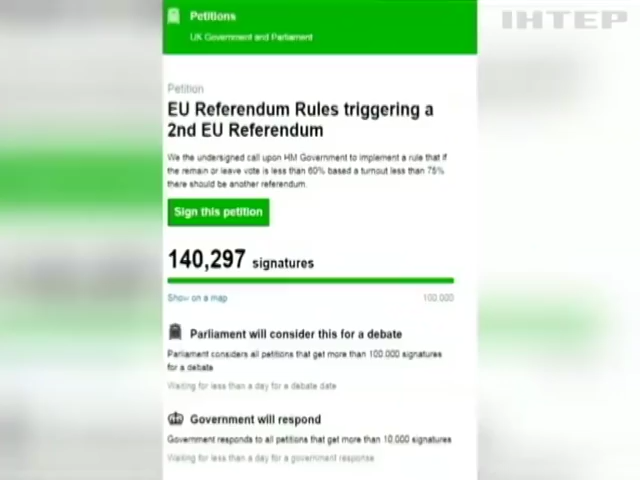 Petitions
ІНТЕР
UK Government and Parliament
Petition
EU Referendum Rules triggering a
2nd EU Referendum
We the undersigned call upon HM Government to implement a rule that if
the remain or leave vote is less than 60% based a turnout less than 75%
there should be another referendum.
Sign this petition
140,297 signatures
Show on a map
100,000
Parliament will consider this for a debate
Parliament considers all petitions that get more than 100,000 signatures
for a debate
Waiting for less than a day for a debate date
Government will respond
Government responds to all petitions that get more than 10,000 signatures
Waiting for less than a day for a government response